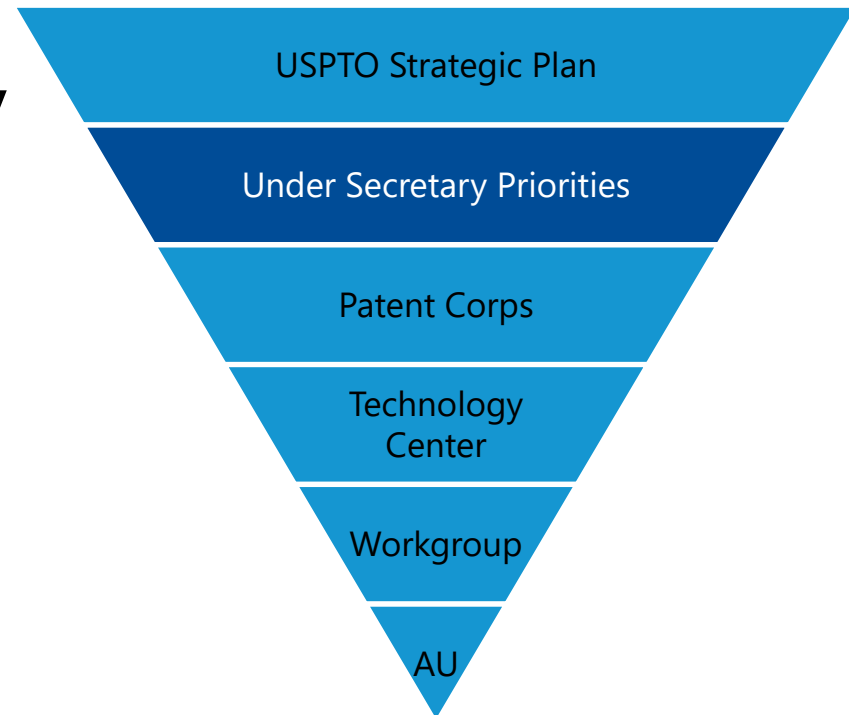 USPTO Strategic Plan
Under Secretary Priorities
Patent Corps
Technology
Center
Workgroup
AU